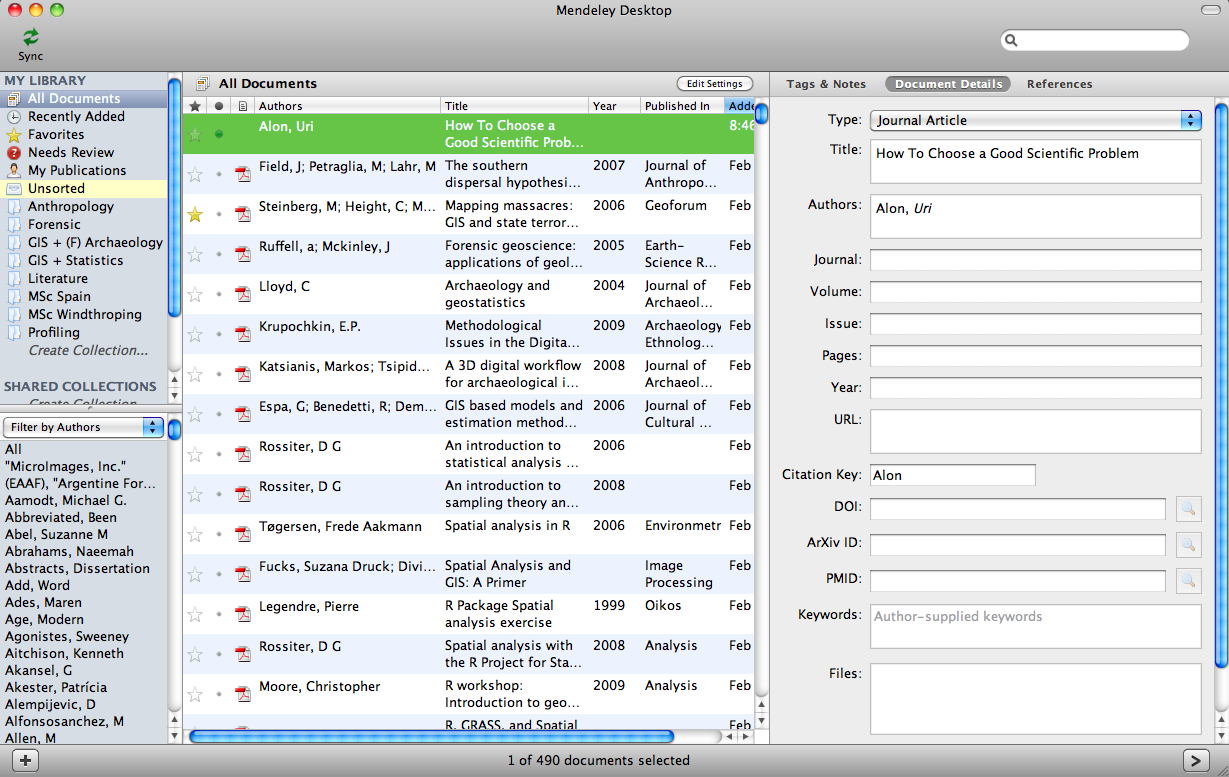 Mendeley Desktop
Sync
MY LIBRARY
All Documents
Recently Added
Favorites
Needs Review
My Publications
Unsorted
Anthropology
Forensic
GIS + (F) Archaeology
GIS + Statistics
Literature
MSc Spain
MSc Windthroping
Profiling
Create Collection...
SHARED COLLECTIONS
Create Collection
Filter by Authors
All
"MicroImages, Inc."
(EAAF), "Argentine For...
Aamodt, Michael G.
Abbreviated, Been
Abel, Suzanne M
Abrahams, Naeemah
Abstracts, Dissertation
Add, Word
Ades, Maren
Age, Modern
Agonistes, Sweeney
Aitchison, Kenneth
Akansel, G
Akester, Patrícia
Alempijevic, D
Alfonsosanchez, M
Allen, M
All Documents
Edit Settings
Authors Title Year Published In Adde
Alon, Uri How To Choose a 8:46
Good Scientific Prob...
Field, J; Petraglia, M; Lahr, M The southern 2007 Journal of Feb
dispersal hypothesi... Anthropo...
Steinberg, M; Height, C; M... Mapping massacres: 2006 Geoforum Feb
GIS and state terror...
Ruffell, a; Mckinley, J Forensic geoscience: 2005 Earth- Feb
applications of geol... Science R...
Lloyd, C Archaeology and 2004 Journal of Feb
geostatistics Archaeol...
Krupochkin, E.P. Methodological 2009 Archaeology Feb
Issues in the Digita... Ethnolog...
Katsianis, Markos; Tsipid... A 3D digital workflow 2008 Journal of Feb
for archaeological i... Archaeol...
Espa, G; Benedetti, R; Dem... GIS based models and 2006 Journal of Feb
estimation method... Cultural ...
Rossiter, D G An introduction to 2006 Feb
statistical analysis ...
Rossiter, D G An introduction to 2008 Feb
sampling theory an...
Tøgersen, Frede Aakmann Spatial analysis in R 2006 Environmetr Feb
Fucks, Suzana Druck; Divi... Spatial Analysis and Image Feb
GIS: A Primer Processing
Legendre, Pierre R Package Spatial 1999 Oikos Feb
analysis exercise
Rossiter, D G Spatial analysis with 2008 Analysis Feb
the R Project for Sta...
Moore, Christopher R workshop: 2009 Analysis Feb
Introduction to geo...
R, GRASS, and Spatial Feb
Tags & Notes Document Details References
Type: Journal Article
Title: How To Choose a Good Scientific Problem
Authors: Alon, Uri
Journal:
Volume:
Issue:
Pages:
Year:
URL:
Citation Key: Alon
DOI:
ArXiv ID:
PMID:
Keywords: Author-supplied keywords
Files:
1 of 490 documents selected